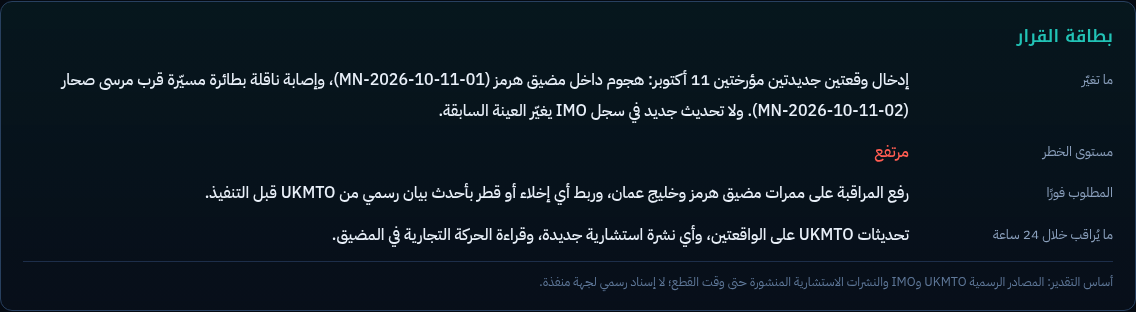 بطاقة القرار
ما تغيّر
إدخال وقعتين جديدتين مؤرختين 11 أكتوبر: هجوم داخل مضيق هرمز (MN-2026-10-11-01)، وإصابة ناقلة بطائرة مسيّرة قرب مرسى صحار
(MN-2026-10-11-02). ولا تحديث جديد في سجل IMO يغيّر العينة السابقة.
مستوى الخطر
مرتفع
المطلوب فورًا
رفع المراقبة على ممرات مضيق هرمز وخليج عمان، وربط أي إخلاء أو قطر بأحدث بيان رسمي من UKMTO قبل التنفيذ.
ما يُراقب خلال 24 ساعة
تحديثات UKMTO على الواقعتين، وأي نشرة استشارية جديدة، وقراءة الحركة التجارية في المضيق.
أساس التقدير: المصادر الرسمية UKMTO وIMO والنشرات الاستشارية المنشورة حتى وقت القطع؛ لا إسناد رسمي لجهة منفذة.